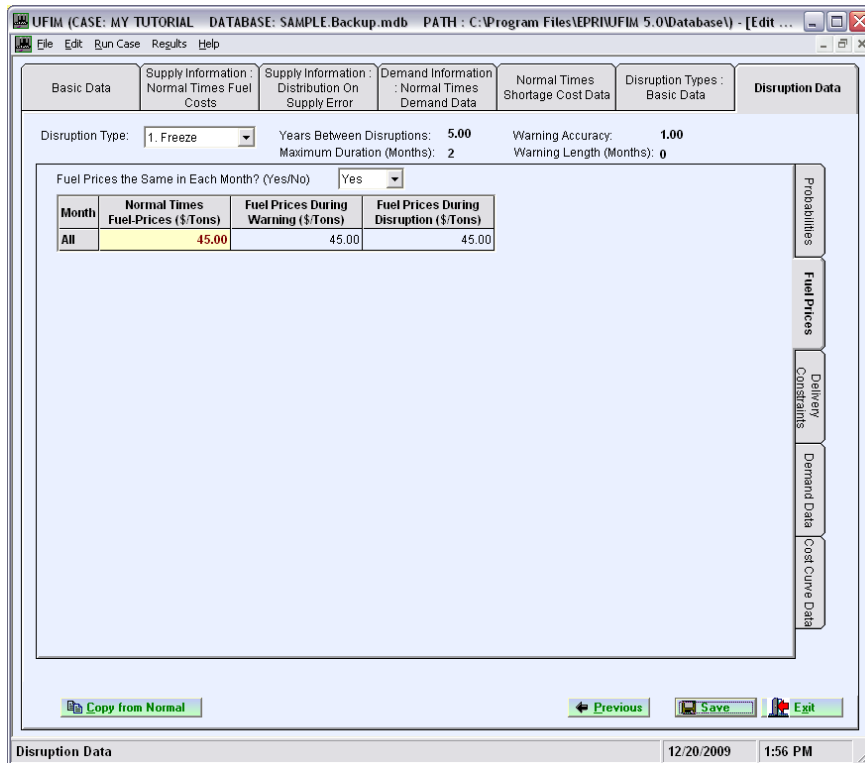 UFIM (CASE: MY TUTORIAL DATABASE: SAMPLE.Backup.mdb PATH : C:\Program Files\EPRI\UFIM 5.0\Database\) - [Edit ...
File Edit Run Case Results Help
Basic Data
Supply Information :
Normal Times Fuel
Costs
Supply Information :
Distribution On
Supply Error
Demand Information
: Normal Times
Demand Data
Normal Times
Shortage Cost Data
Disruption Types :
Basic Data
Disruption Data
Disruption Type: 1. Freeze Years Between Disruptions: 5.00 Warning Accuracy: 1.00
Maximum Duration (Months): 2 Warning Length (Months): 0
Fuel Prices the Same in Each Month? (Yes/No) Yes
Month
Normal Times
Fuel-Prices ($/Tons)
Fuel Prices During
Warning ($/Tons)
Fuel Prices During
Disruption ($/Tons)
All 45.00 45.00 45.00
Probabilities
Fuel Prices
Delivery
Constraints
Demand Data
Cost Curve Data
Copy from Normal Previous Save Exit
Disruption Data 12/20/2009 1:56 PM